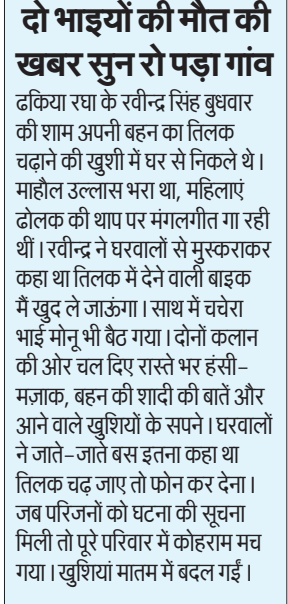 दो भाइयों की मौत की
खबर सुन रो पड़ा गांव
ढकिया रघा के रवीन्द्र सिंह बुधवार
की शाम अपनी बहन का तिलक
चढ़ाने की खुशी में घर से निकले थे।
माहौल उल्लास भरा था, महिलाएं
ढोलक की थाप पर मंगलगीत गा रही
थीं। रवीन्द्र ने घरवालों से मुस्कराकर
कहा था तिलक में देने वाली बाइक
मैं खुद ले जाऊंगा। साथ में चचेरा
भाई मोनू भी बैठ गया। दोनों कलान
की ओर चल दिए रास्ते भर हंसी-
मज़ाक, बहन की शादी की बातें और
आने वाले खुशियों के सपने। घरवालों
ने जाते-जाते बस इतना कहा था
तिलक चढ़ जाए तो फोन कर देना।
जब परिजनों को घटना की सूचना
मिली तो पूरे परिवार में कोहराम मच
गया। खुशियां मातम में बदल गईं।